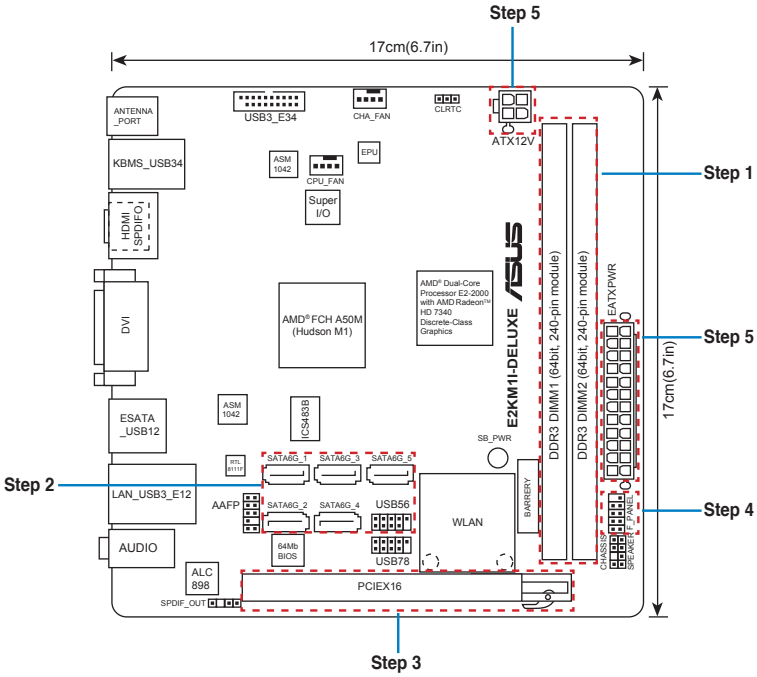 Step 5
17cm(6.7in)
ANTENNA
_PORT
USB3_E34
CHA_FAN
CLRTC
ATX12V
KBMS_USB34
ASM
1042
CPU_FAN
EPU
Step 1
Super
I/O
HDMI
SPDIFO
DVI
AMD® FCH A50M
(Hudson M1)
AMD® Dual-Core
Processor E2-2000
with AMD Radeon™
HD 7340
Discrete-Class
Graphics
E2KM1I-DELUXE
ASUS
DDR3 DIMM1 (64bit, 240-pin module)
DDR3 DIMM2 (64bit, 240-pin module)
EATXPWR
Step 5
17cm(6.7in)
ESATA
_USB12
ASM
1042
ICS483B
SB_PWR
RTL
8111F
SATA6G_1
SATA6G_3
SATA6G_5
Step 2
LAN_USB3_E12
AAFP
SATA6G_2
SATA6G_4
USB56
WLAN
BARRERY
F_PANEL
Step 4
AUDIO
64Mb
BIOS
USB78
CHASSIS
SPEAKER
ALC
898
PCIEX16
SPDIF_OUT
Step 3